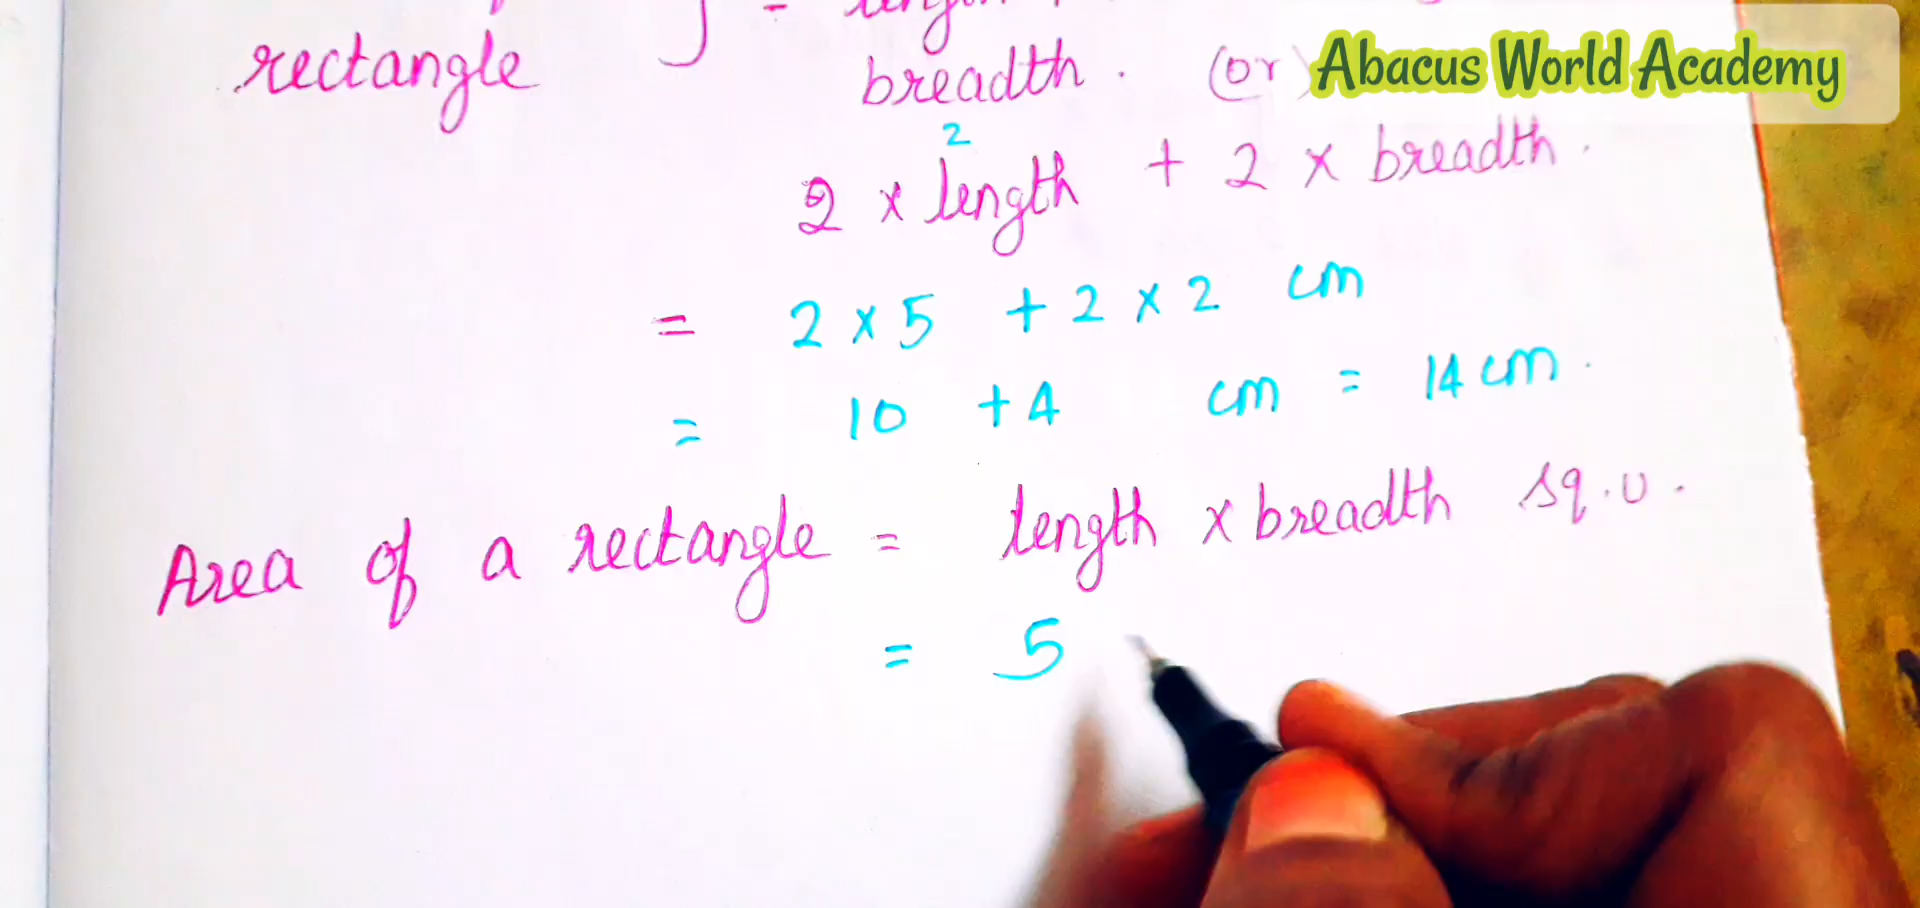 = length
rectangle breadth. (or)
Abacus World Academy
2
2 × length + 2 × breadth.
= 2 × 5 + 2 × 2 cm
= 10 + 4 cm = 14 cm.
Area of a rectangle = length × breadth sq.u.
= 5